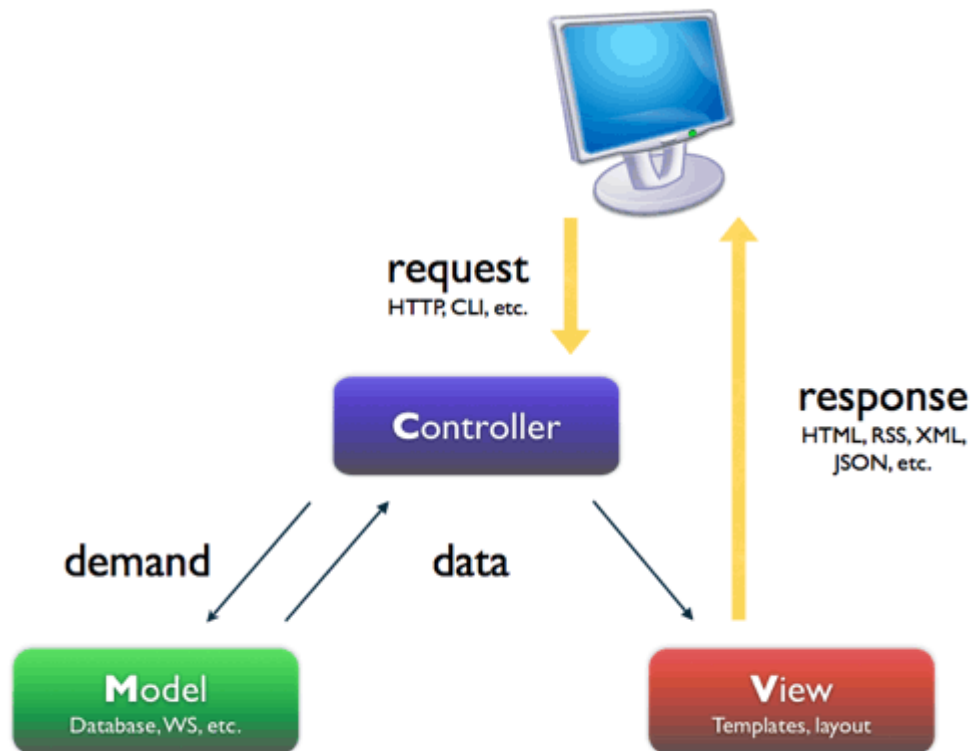 request
HTTP, CLI, etc.
Controller
response
HTML, RSS, XML,
JSON, etc.
demand
data
Model
Database, WS, etc.
View
Templates, layout